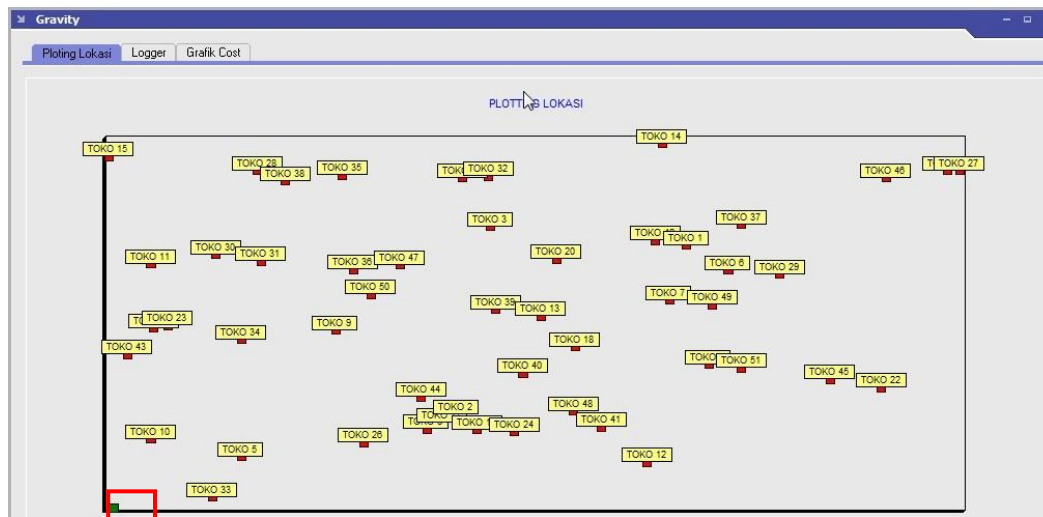 Gravity
Ploting Lokasi
Logger
Grafik Cost
LOKASI
TOKO 14
TOKO 15
TOKO 28
TOKO 38
TOKO 35
TOKO 32
TOKO 46
TOKO 27
TOKO 3
TOKO 37
TOKO 11
TOKO 30
TOKO 31
TOKO 36
TOKO 47
TOKO 20
TOKO 1
TOKO 6
TOKO 29
TOKO 50
TOKO 39
TOKO 13
TOKO 7
TOKO 49
TOKO 23
TOKO 34
TOKO 9
TOKO 18
TOKO 43
TOKO 40
TOKO
TOKO 51
TOKO 45
TOKO 22
TOKO 44
TOKO 2
TOKO
TOKO 24
TOKO 48
TOKO 41
TOKO 10
TOKO 5
TOKO 26
TOKO 12
TOKO 33